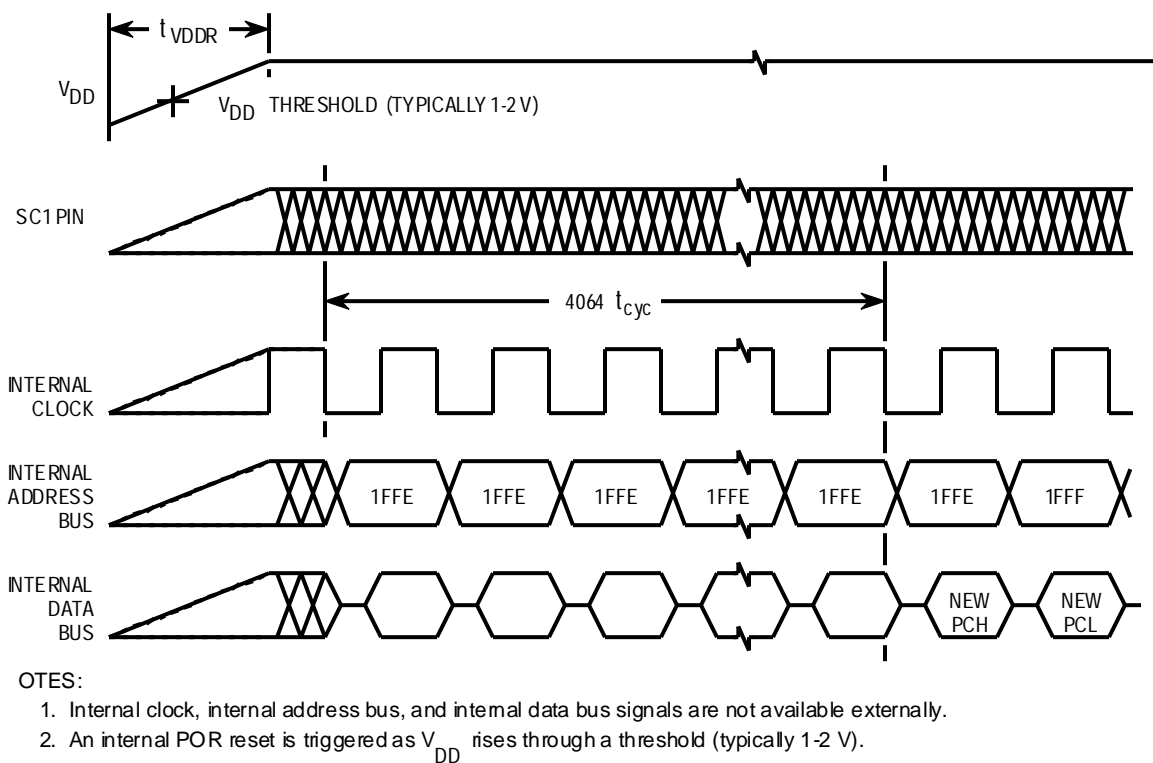 t VDDR
VDD
VDD THRESHOLD (TYPICALLY 1-2 V)
SC1 PIN
4064 tcyc
INTERNAL
CLOCK
INTERNAL
ADDRESS
BUS
1FFE 1FFE 1FFE 1FFE 1FFE 1FFE 1FFF
INTERNAL
DATA
BUS
NEW
PCH
NEW
PCL
OTES:
1. Internal clock, internal address bus, and internal data bus signals are not available externally.
2. An internal POR reset is triggered as VDD rises through a threshold (typically 1-2 V).